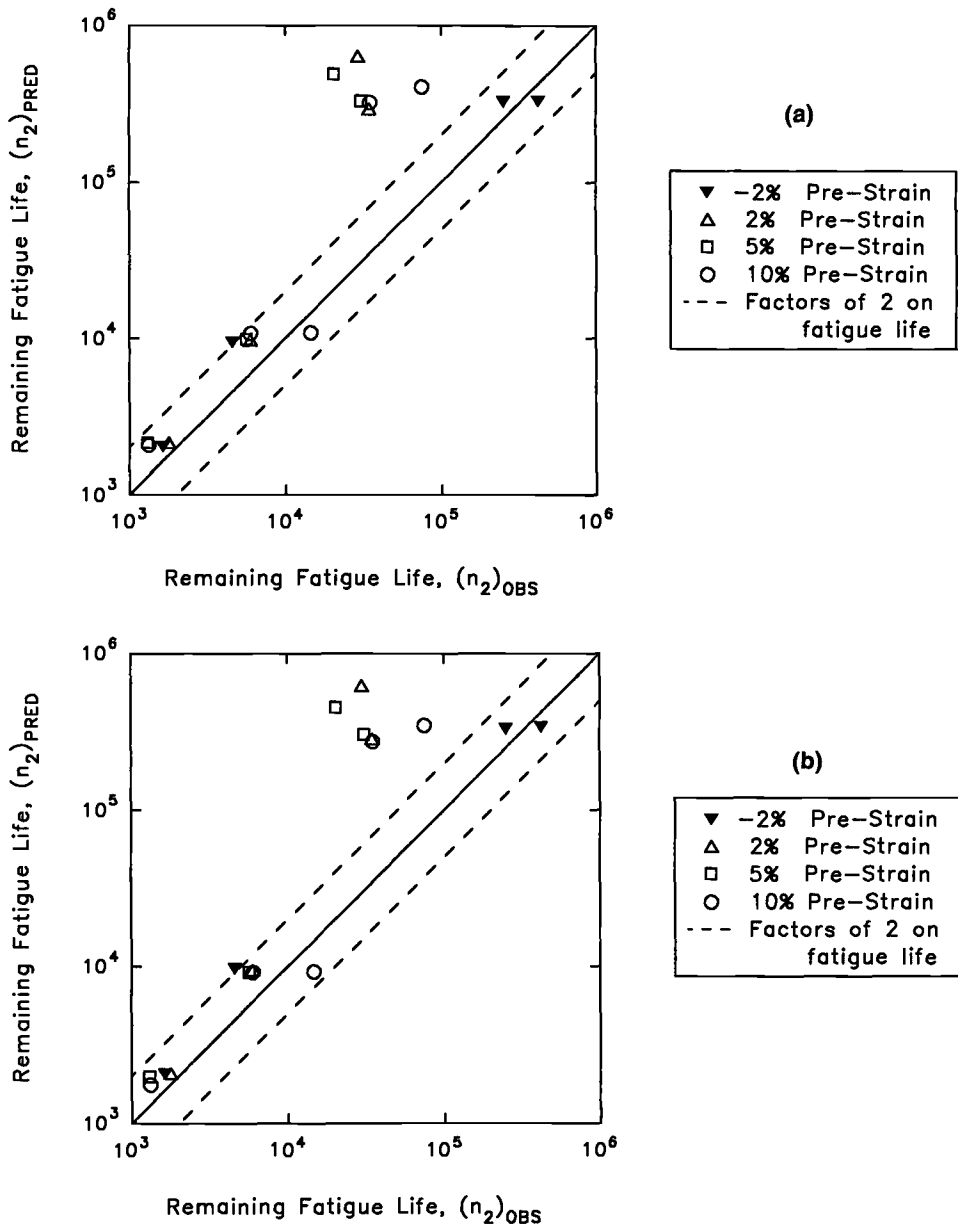 Remaining Fatigue Life, (n₂)PRED
10⁶
10⁵
10⁴
10³
10³ 10⁴ 10⁵ 10⁶
Remaining Fatigue Life, (n₂)OBS
(a)
-2% Pre-Strain
2% Pre-Strain
5% Pre-Strain
10% Pre-Strain
Factors of 2 on
fatigue life
Remaining Fatigue Life, (n₂)PRED
10⁶
10⁵
10⁴
10³
10³ 10⁴ 10⁵ 10⁶
Remaining Fatigue Life, (n₂)OBS
(b)
-2% Pre-Strain
2% Pre-Strain
5% Pre-Strain
10% Pre-Strain
Factors of 2 on
fatigue life